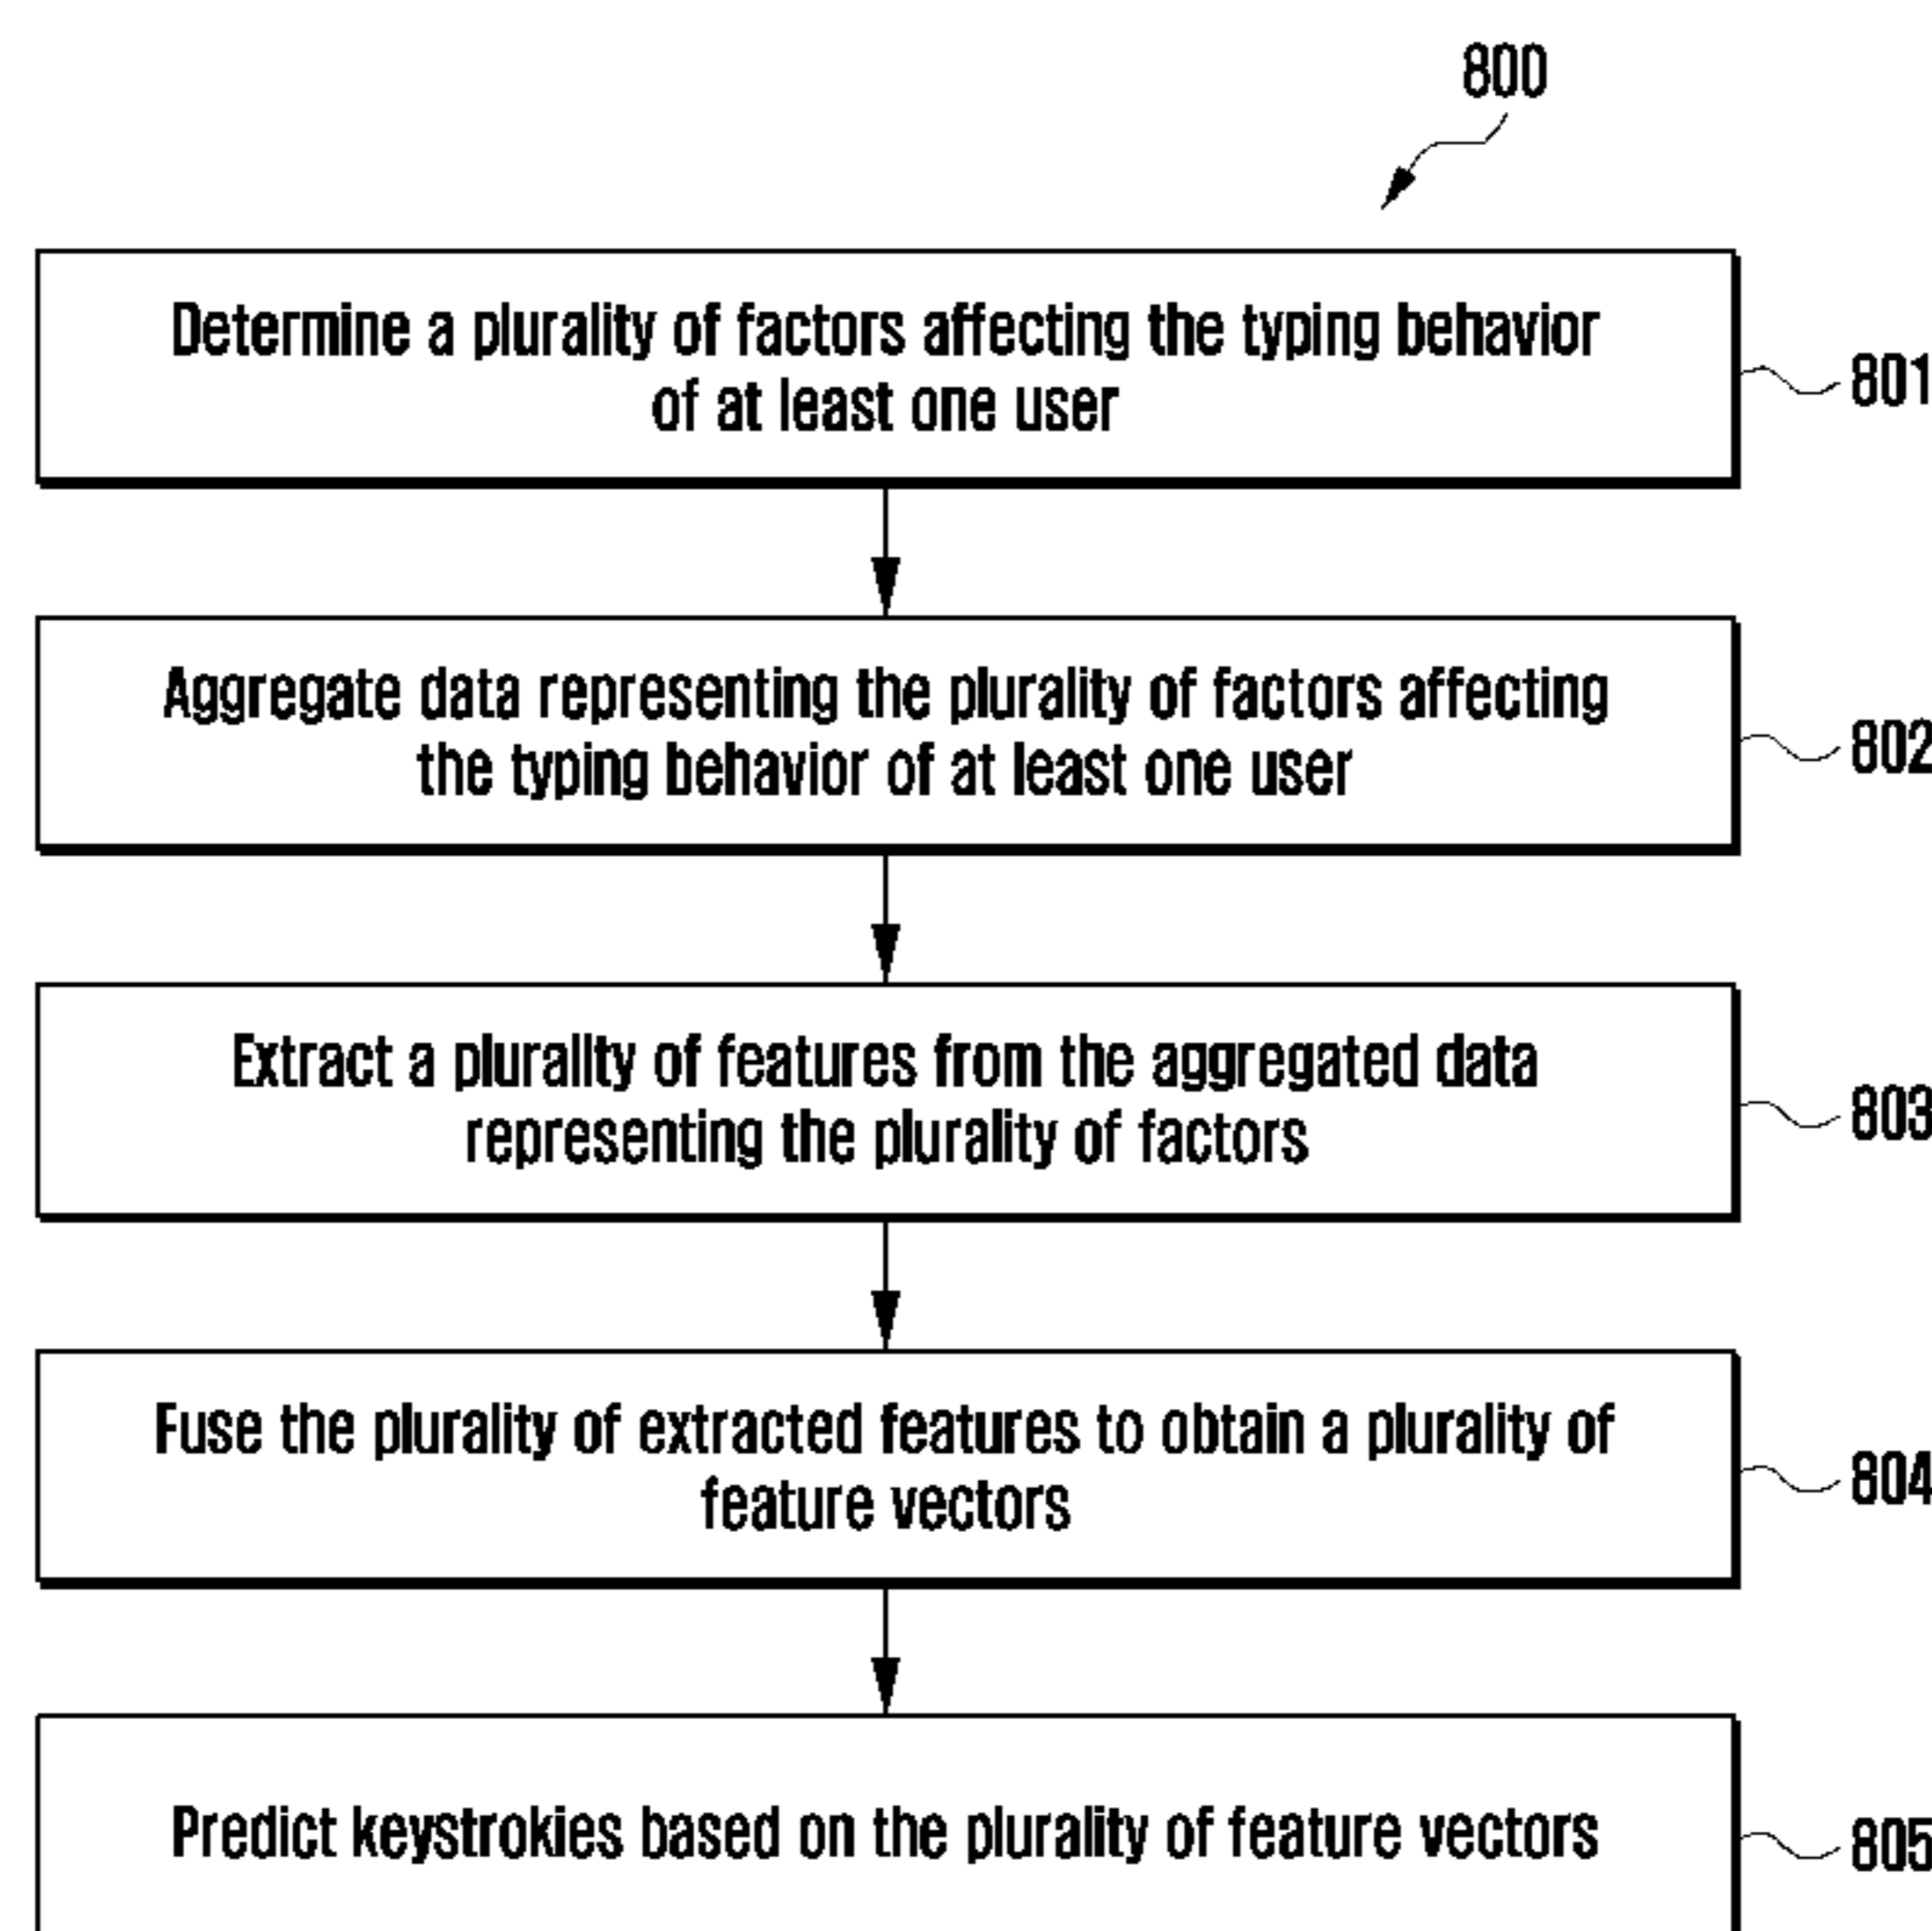 800
Determine a plurality of factors affecting the typing behavior
of at least one user
801
Aggregate data representing the plurality of factors affecting
the typing behavior of at least one user
802
Extract a plurality of features from the aggregated data
representing the plurality of factors
803
Fuse the plurality of extracted features to obtain a plurality of
feature vectors
804
Predict keystrokies based on the plurality of feature vectors
805